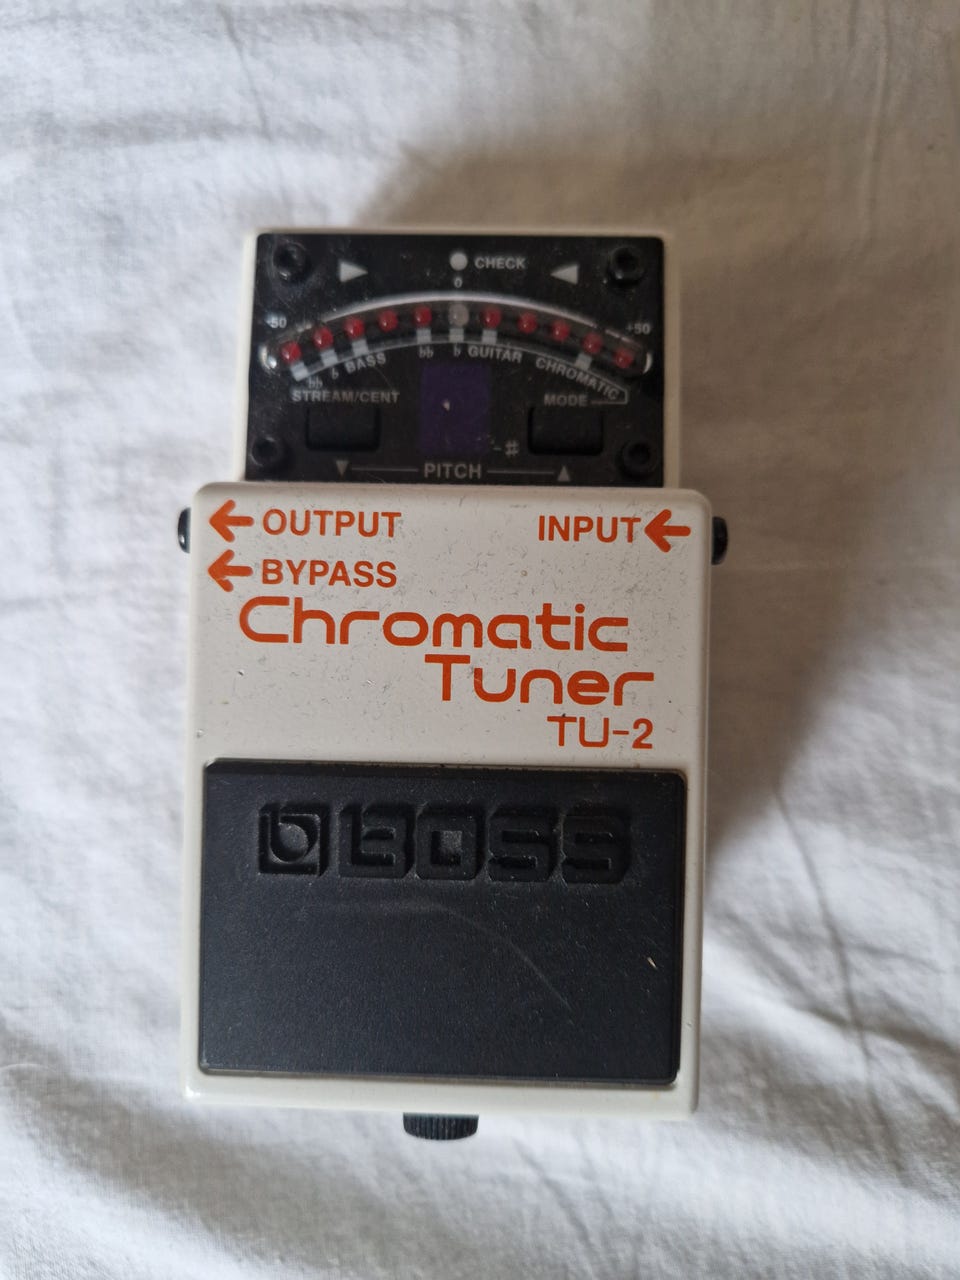 CHECK
0
-50 +50
♭♭ ♭ BASS ♭♭ ♭ GUITAR CHROMATIC
STREAM/CENT MODE
-#
▼ PITCH ▲
← OUTPUT INPUT ←
← BYPASS
Chromatic
Tuner
TU-2
BOSS